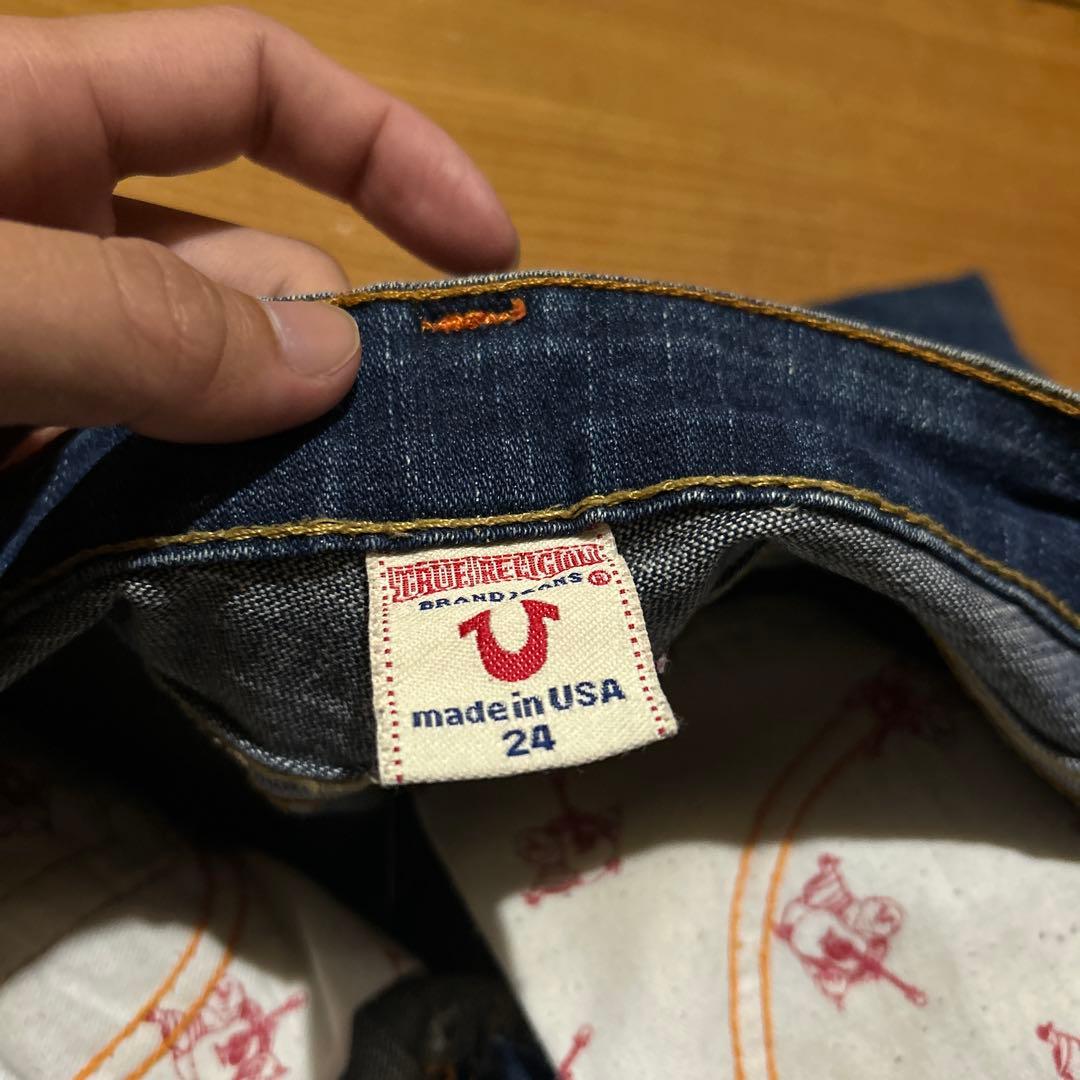 TRUE RELIGION
BRAND JEANS ®
made in USA
24